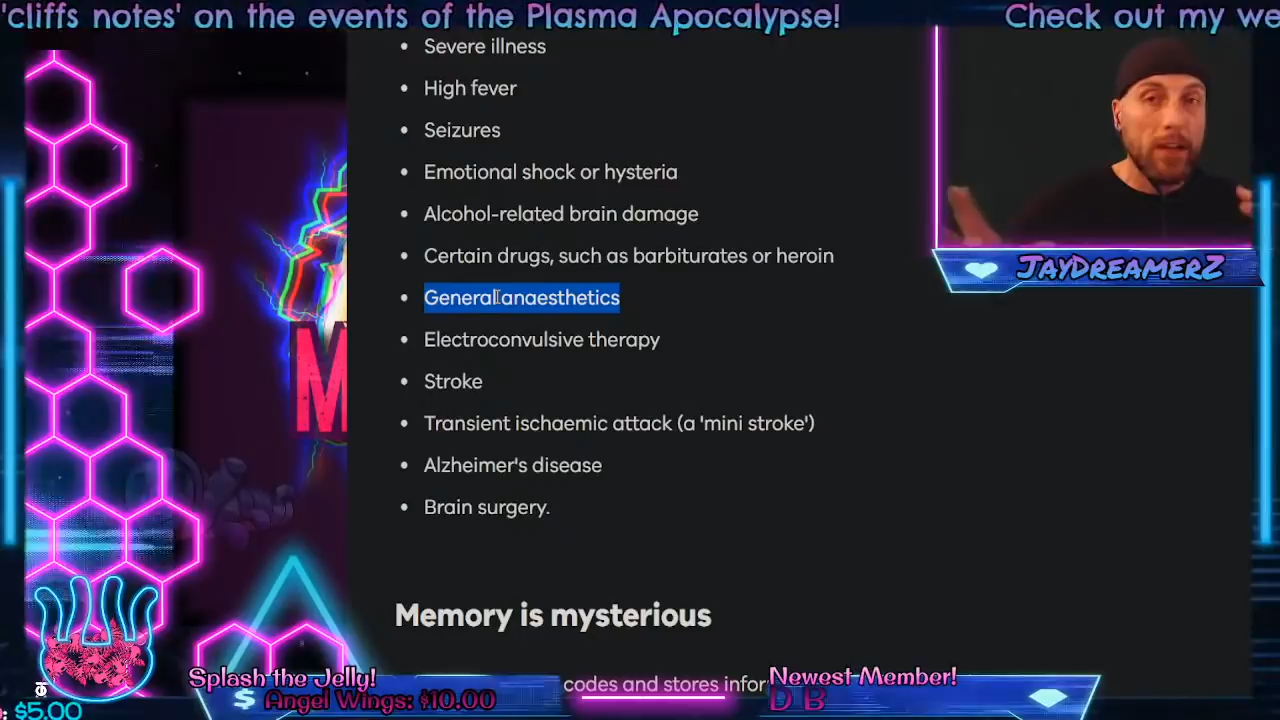 'cliffs notes' on the events of the Plasma Apocalypse!
Check out my we
Severe illness
High fever
Seizures
Emotional shock or hysteria
Alcohol-related brain damage
Certain drugs, such as barbiturates or heroin
General anaesthetics
Electroconvulsive therapy
Stroke
Transient ischaemic attack (a 'mini stroke')
Alzheimer's disease
Brain surgery.
Memory is mysterious
codes and stores infor
JayDreamerZ
M
Splash the Jelly!
$ Angel Wings: $10.00
Newest Member!
D B
: $5.00